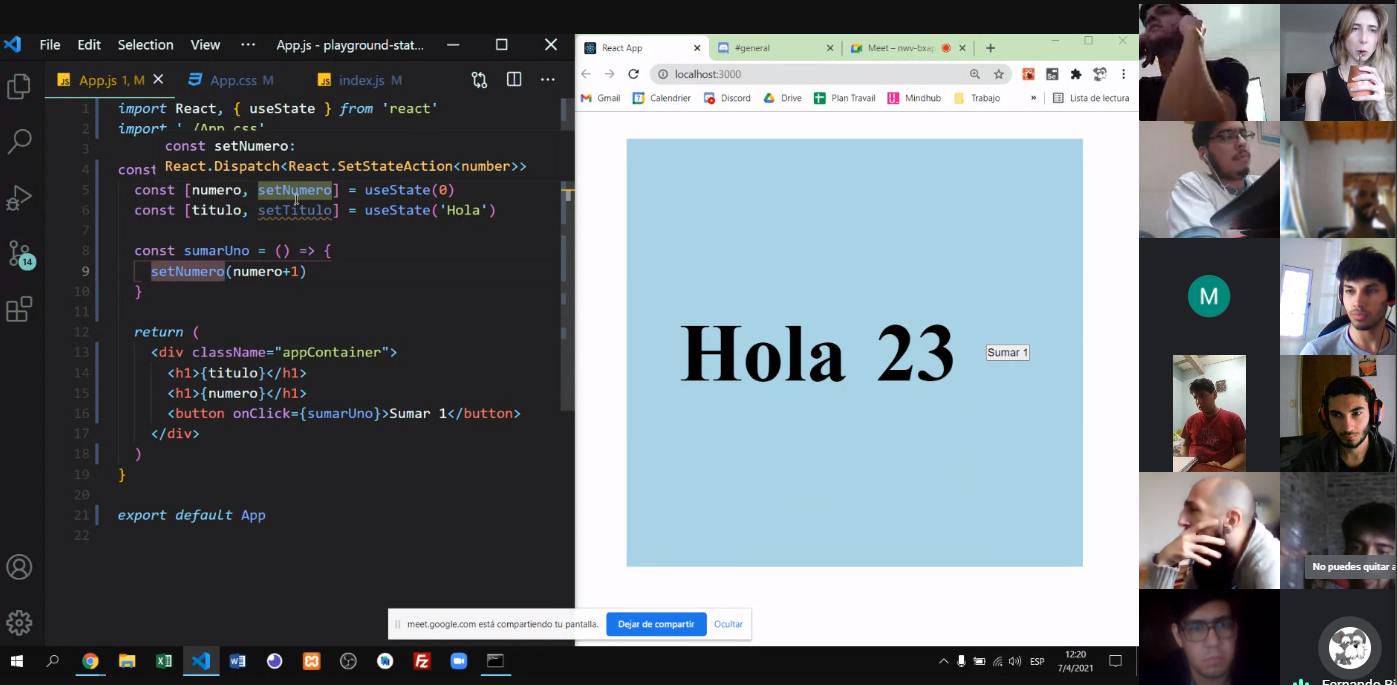 File Edit Selection View ··· App.js - playground-stat...
App.js 1, M App.css M index.js M
1 import React, { useState } from 'react'
2 import './App.css'
const setNumero:
React.Dispatch<React.SetStateAction<number>>
3
4 const
5 const [numero, setNumero] = useState(0)
6 const [titulo, setTitulo] = useState('Hola')
7
8 const sumarUno = () => {
9 setNumero(numero+1)
10 }
11
12 return (
13 <div className="appContainer">
14 <h1>{titulo}</h1>
15 <h1>{numero}</h1>
16 <button onClick={sumarUno}>Sumar 1</button>
17 </div>
18 )
19 }
20
21 export default App
22
14
React App #general Meet – nwv-bxap
localhost:3000
Gmail Calendrier Discord Drive Plan Travail Mindhub Trabajo » Lista de lectura
Hola 23 Sumar 1
meet.google.com está compartiendo tu pantalla. Dejar de compartir Ocultar
ESP
12:20
7/4/2021
M
No puedes quitar a